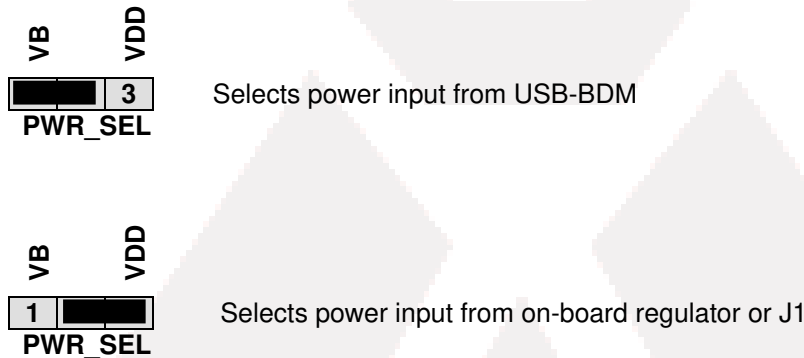 VB VDD
3 Selects power input from USB-BDM
PWR_SEL
VB VDD
1 Selects power input from on-board regulator or J1
PWR_SEL